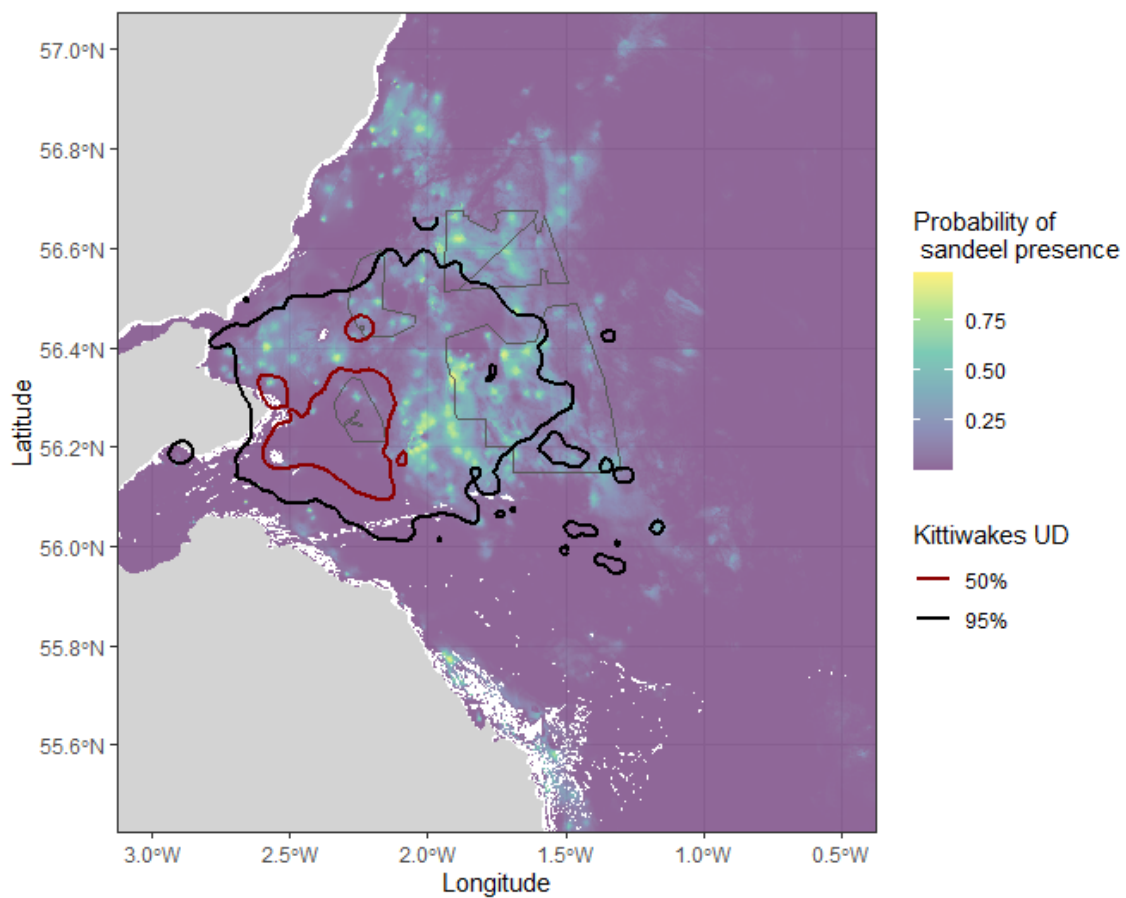 57.0°N
56.8°N
56.6°N
56.4°N
56.2°N
56.0°N
55.8°N
55.6°N
Latitude
3.0°W 2.5°W 2.0°W 1.5°W 1.0°W 0.5°W
Longitude
Probability of
sandeel presence
0.75
0.50
0.25
Kittiwakes UD
50%
95%